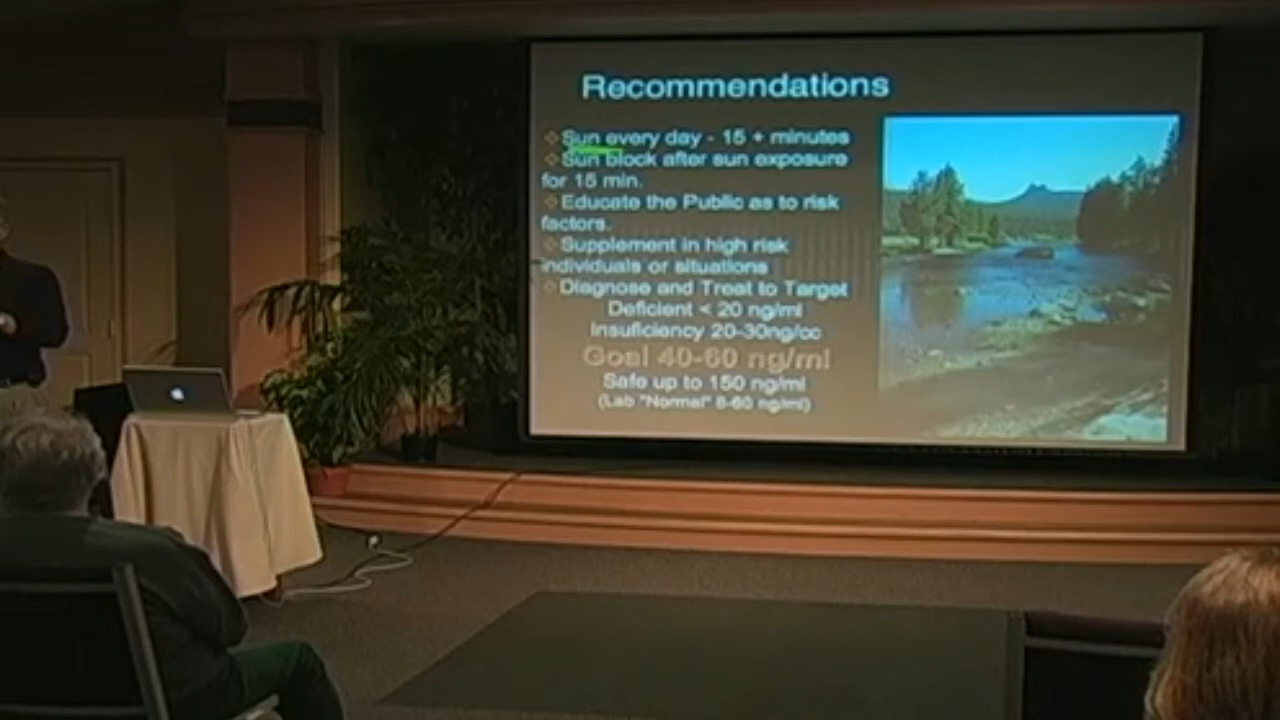 Recommendations
Sun every day - 15 + minutes
Sun block after sun exposure
for 15 min.
Educate the Public as to risk
factors.
Supplement in high risk
individuals or situations
Diagnose and Treat to Target
Deficient < 20 ng/ml
Insufficiency 20-30ng/cc
Goal 40-60 ng/ml
Safe up to 150 ng/ml
(Lab "Normal" 8-60 ng/ml)